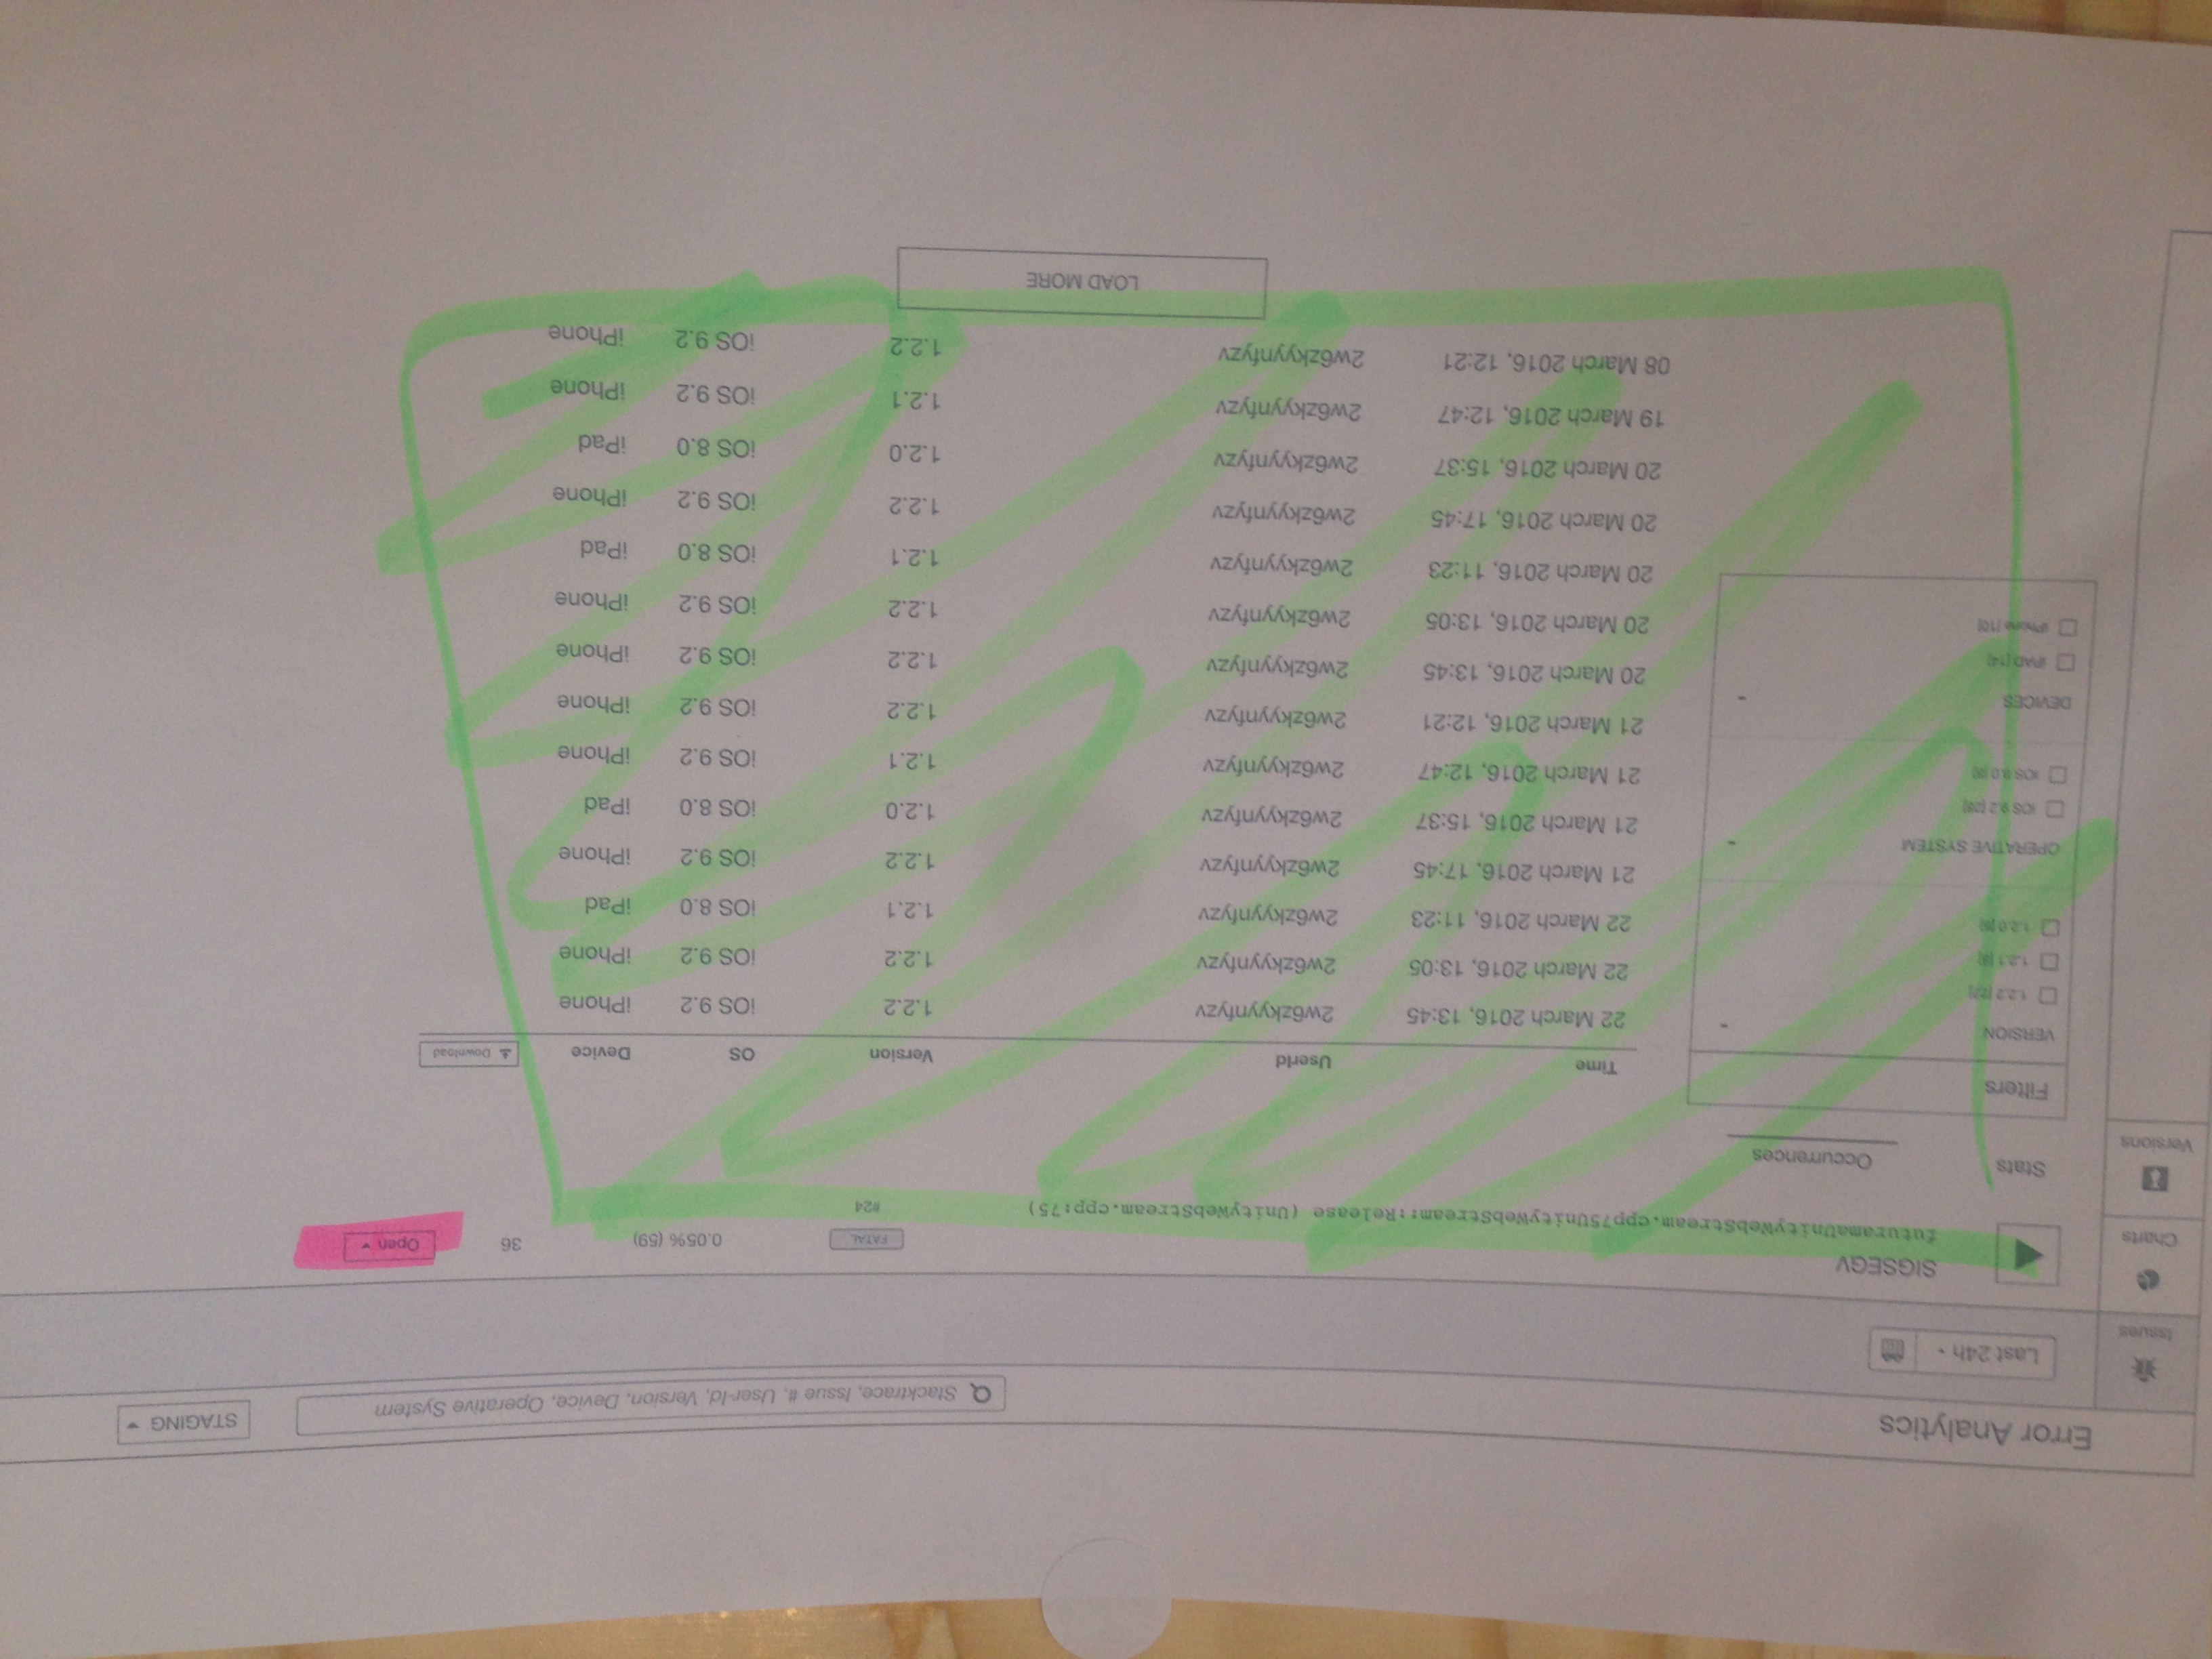 Error Analytics
Stacktrace, Issue #, User-Id, Version, Device, Operative System
STAGING
Issues
Last 24h -
Charts
Versions
SIGSEGV
futuramaUnityWebStream.cpp75UnityWebStream::Release (UnityWebStream.cpp:75)
FATAL
#24
0.05% (59)
36
Open
Stats
Occurrences
Filters
VERSION -
1.2.2 [22]
1.2.1
1.2.0
OPERATIVE SYSTEM -
iOS 9.2 [28]
iOS 8.0 [8]
DEVICES -
iPAD [14]
iPhone [10]
Time UserId Version OS Device Download
22 March 2016, 13:45 2w6zkyynfyzv 1.2.2 iOS 9.2 iPhone
22 March 2016, 13:05 2w6zkyynfyzv 1.2.2 iOS 9.2 iPhone
22 March 2016, 11:23 2w6zkyynfyzv 1.2.1 iOS 8.0 iPad
21 March 2016, 17:45 2w6zkyynfyzv 1.2.2 iOS 9.2 iPhone
21 March 2016, 15:37 2w6zkyynfyzv 1.2.0 iOS 8.0 iPad
21 March 2016, 12:47 2w6zkyynfyzv 1.2.1 iOS 9.2 iPhone
21 March 2016, 12:21 2w6zkyynfyzv 1.2.2 iOS 9.2 iPhone
20 March 2016, 13:45 2w6zkyynfyzv 1.2.2 iOS 9.2 iPhone
20 March 2016, 13:05 2w6zkyynfyzv 1.2.2 iOS 9.2 iPhone
20 March 2016, 11:23 2w6zkyynfyzv 1.2.1 iOS 8.0 iPad
20 March 2016, 17:45 2w6zkyynfyzv 1.2.2 iOS 9.2 iPhone
20 March 2016, 15:37 2w6zkyynfyzv 1.2.0 iOS 8.0 iPad
19 March 2016, 12:47 2w6zkyynfyzv 1.2.1 iOS 9.2 iPhone
08 March 2016, 12:21 2w6zkyynfyzv 1.2.2 iOS 9.2 iPhone
LOAD MORE